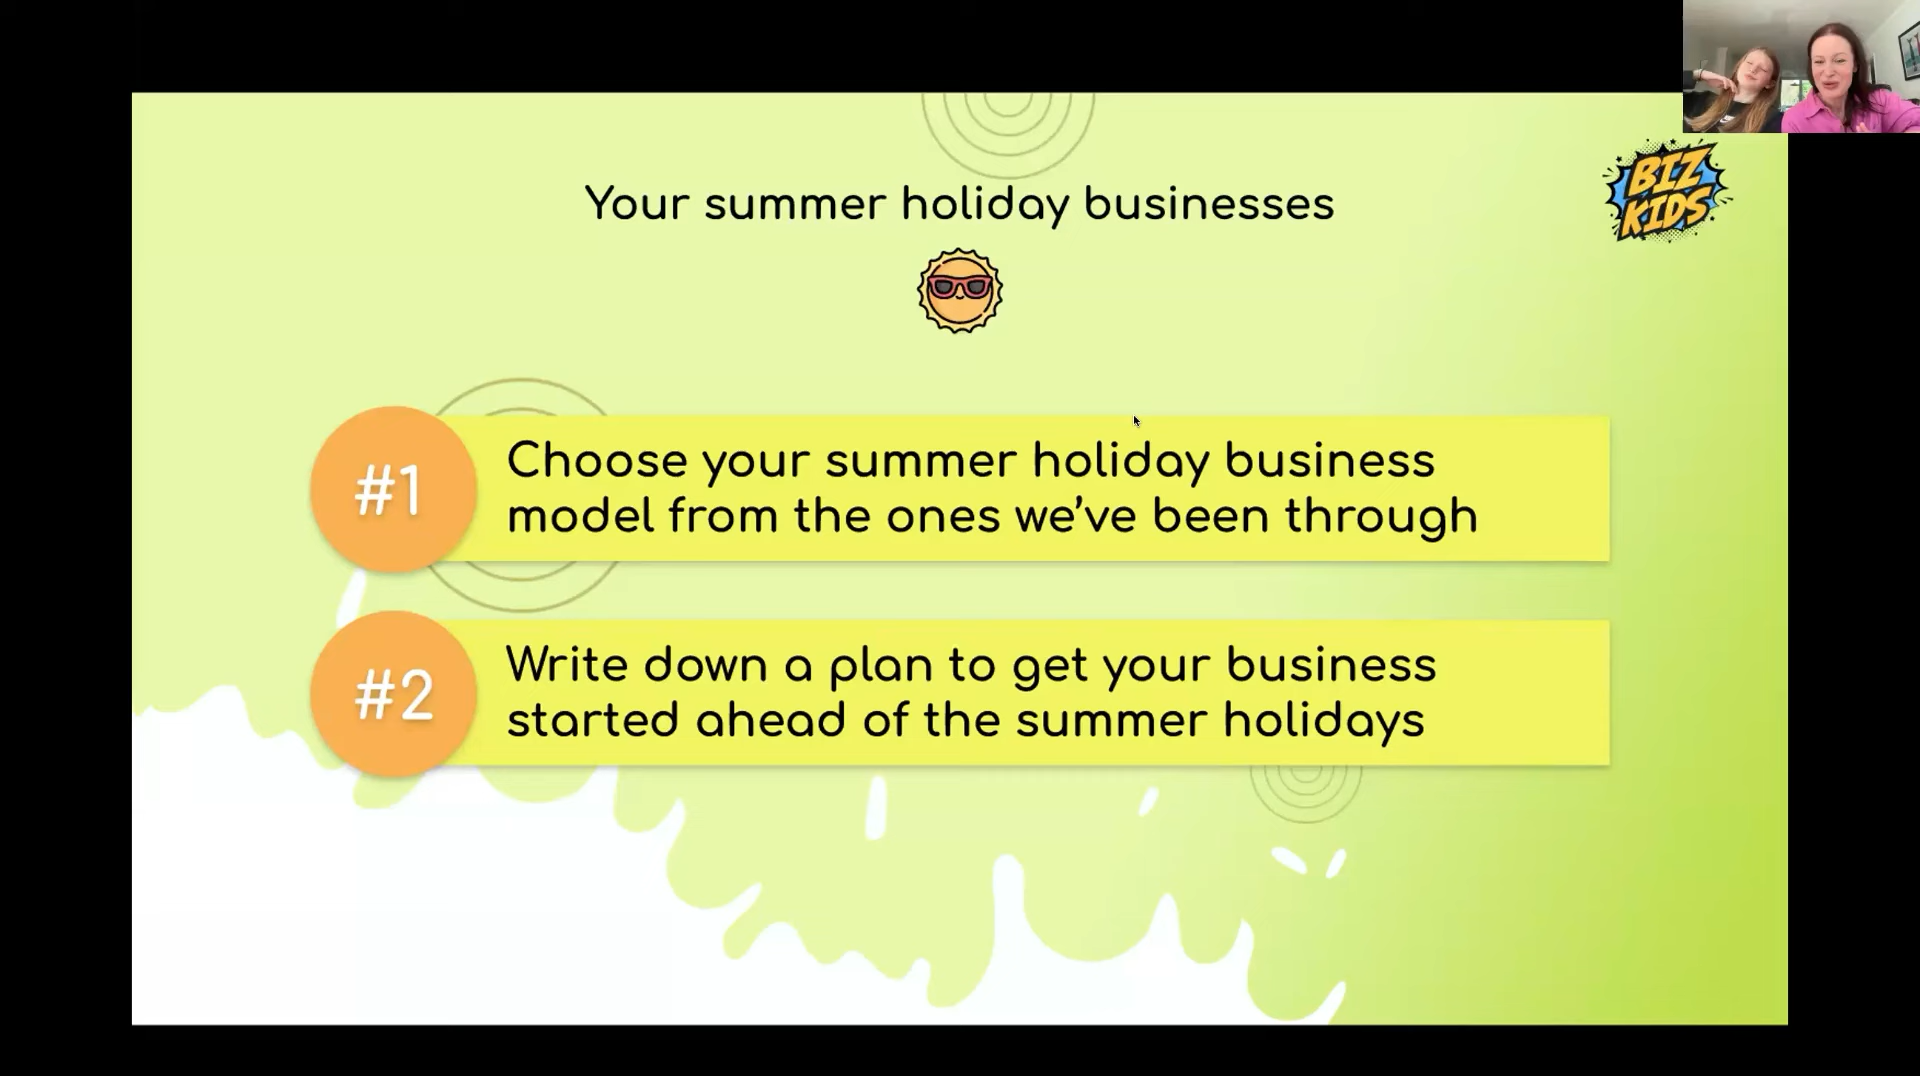 Your summer holiday businesses
BIZ
KIDS
#1
Choose your summer holiday business
model from the ones we’ve been through
#2
Write down a plan to get your business
started ahead of the summer holidays